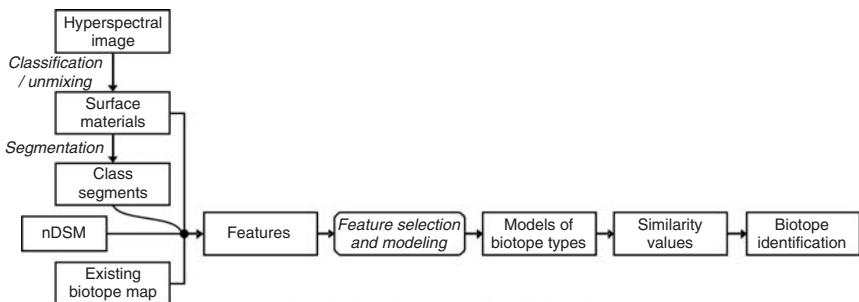 Hyperspectral
image
Classification
/ unmixing
Surface
materials
Segmentation
Class
segments
nDSM
Existing
biotope map
Features
Feature selection
and modeling
Models of
biotope types
Similarity
values
Biotope
identification